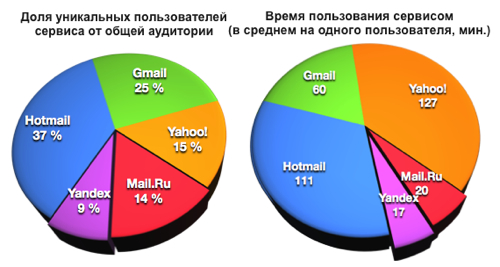 Доля уникальных пользователей
сервиса от общей аудитории
Gmail
25 %
Hotmail
37 %
Yahoo!
15 %
Mail.Ru
14 %
Yandex
9 %
Время пользования сервисом
(в среднем на одного пользователя, мин.)
Gmail
60
Yahoo!
127
Hotmail
111
Mail.Ru
20
Yandex
17